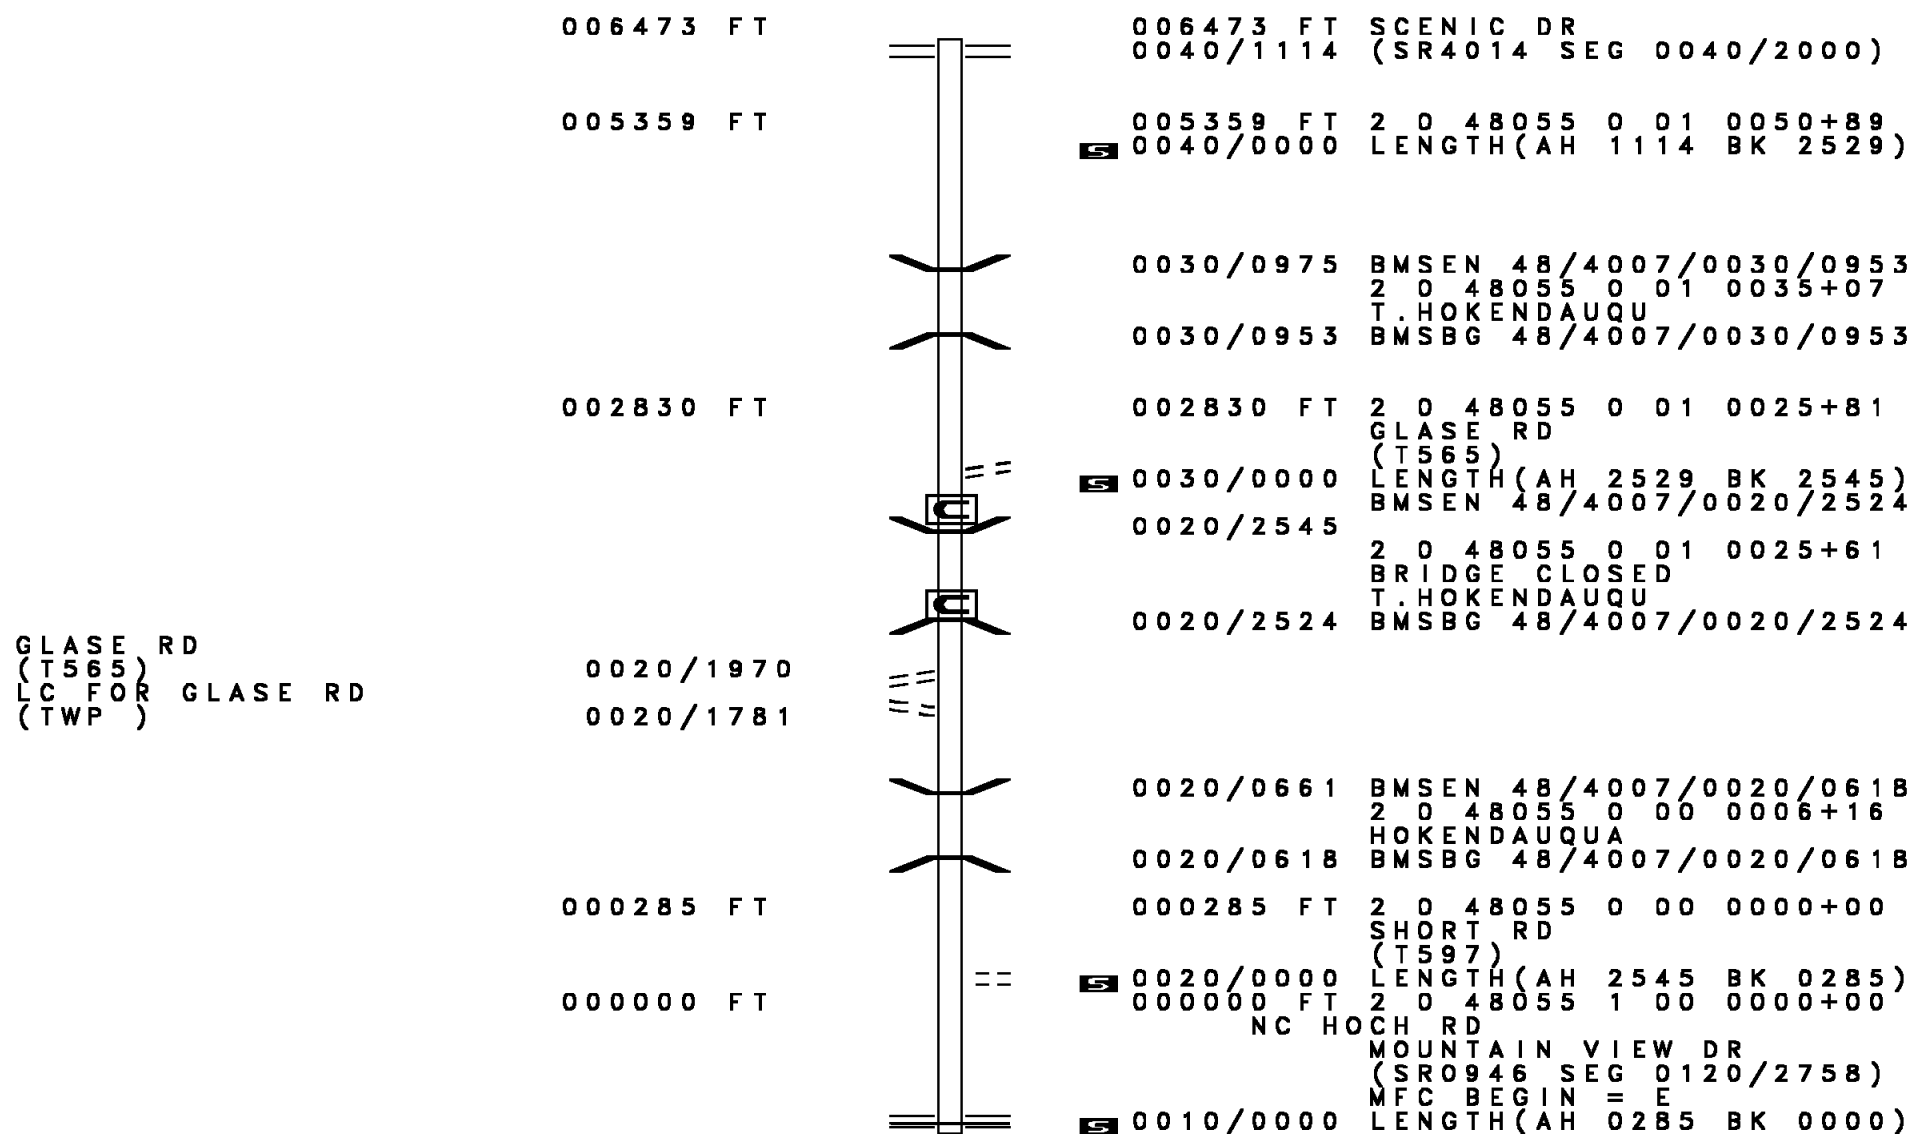 006473 FT 006473 FT SCENIC DR
0040/1114 (SR4014 SEG 0040/2000)
005359 FT 005359 FT 2 0 48055 0 01 0050+89
S 0040/0000 LENGTH(AH 1114 BK 2529)
0030/0975 BMSEN 48/4007/0030/0953
2 0 48055 0 01 0035+07
T.HOKENDAUQU
0030/0953 BMSBG 48/4007/0030/0953
002830 FT 002830 FT 2 0 48055 0 01 0025+81
GLASE RD
(T565)
S 0030/0000 LENGTH(AH 2529 BK 2545)
BMSEN 48/4007/0020/2524
C
0020/2545
2 0 48055 0 01 0025+61
BRIDGE CLOSED
C T.HOKENDAUQU
0020/2524 BMSBG 48/4007/0020/2524
GLASE RD
(T565) 0020/1970
LC FOR GLASE RD
(TWP ) 0020/1781
0020/0661 BMSEN 48/4007/0020/0618
2 0 48055 0 00 0006+16
HOKENDAUQUA
0020/0618 BMSBG 48/4007/0020/0618
000285 FT 000285 FT 2 0 48055 0 00 0000+00
SHORT RD
(T597)
S 0020/0000 LENGTH(AH 2545 BK 0285)
000000 FT 000000 FT 2 0 48055 1 00 0000+00
NC HOCH RD
MOUNTAIN VIEW DR
(SR0946 SEG 0120/2758)
MFC BEGIN = E
S 0010/0000 LENGTH(AH 0285 BK 0000)